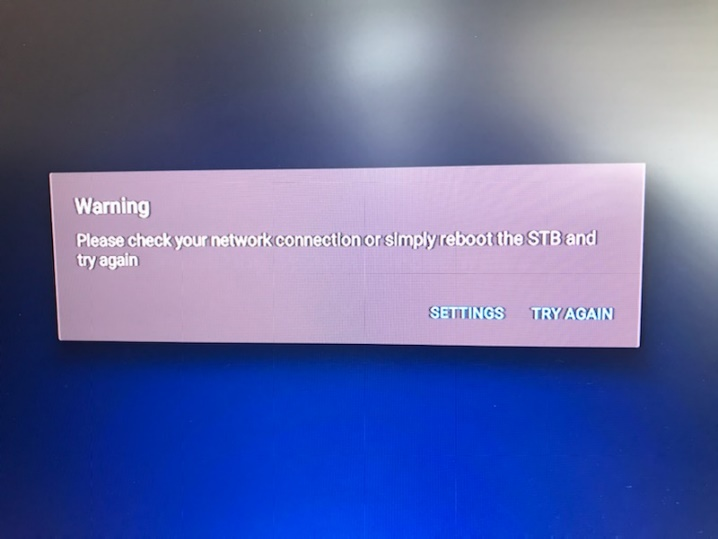 Warning
Please check your network connection or simply reboot the STB and
try again
SETTINGS TRY AGAIN